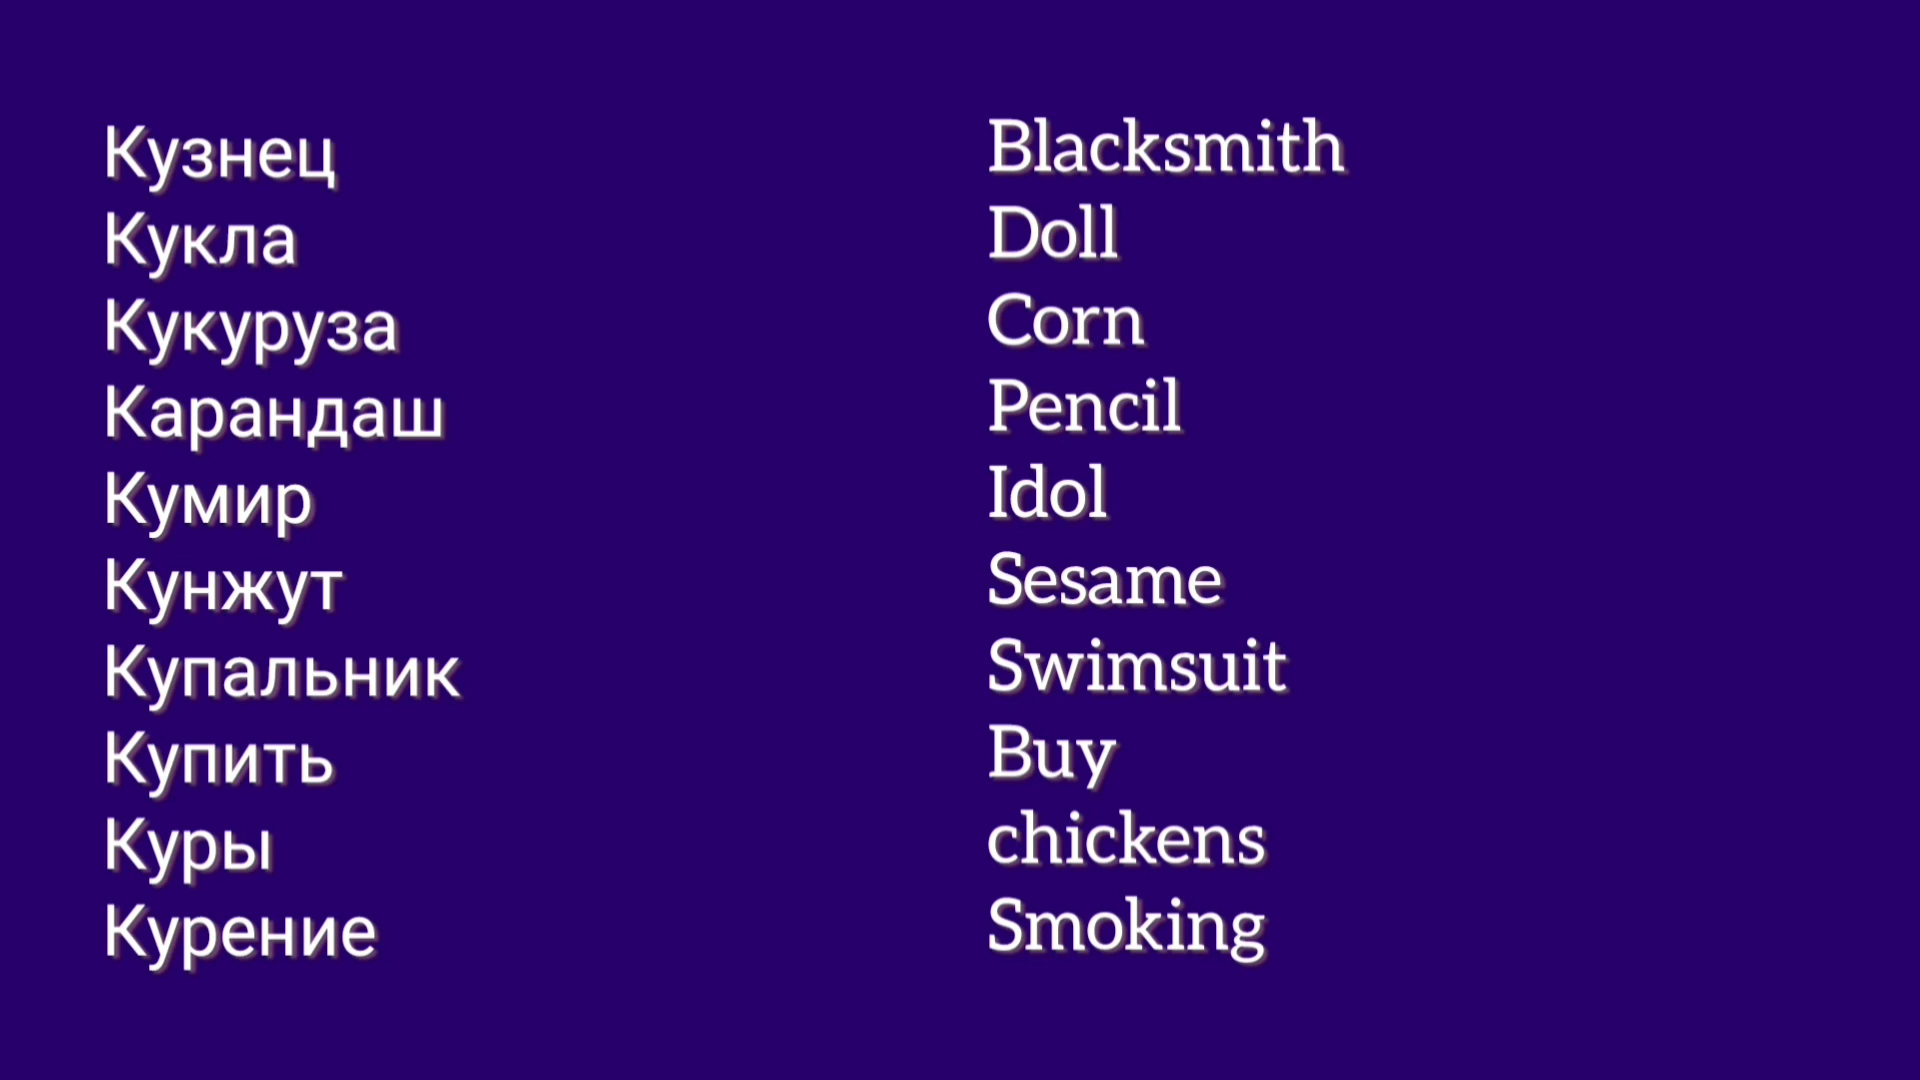 Кузнец
Кукла
Кукуруза
Карандаш
Кумир
Кунжут
Купальник
Купить
Куры
Курение
Blacksmith
Doll
Corn
Pencil
Idol
Sesame
Swimsuit
Buy
chickens
Smoking